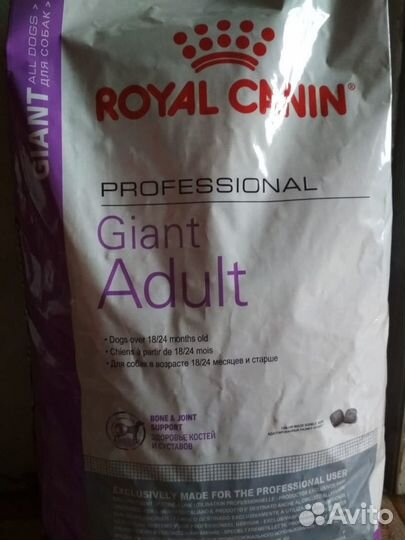 GIANT
ALL DOGS >
ДЛЯ СОБАК >
ROYAL CANIN
PROFESSIONAL
Giant
Adult
• Dogs over 18/24 months old
• Chiens à partir de 18/24 mois
• Для собак в возрасте 18/24 месяцев и старше
BONE & JOINT
SUPPORT
ЗДОРОВЬЕ КОСТЕЙ
И СУСТАВОВ
EXCLUSIVELY MADE FOR THE PROFESSIONAL USER
Avito